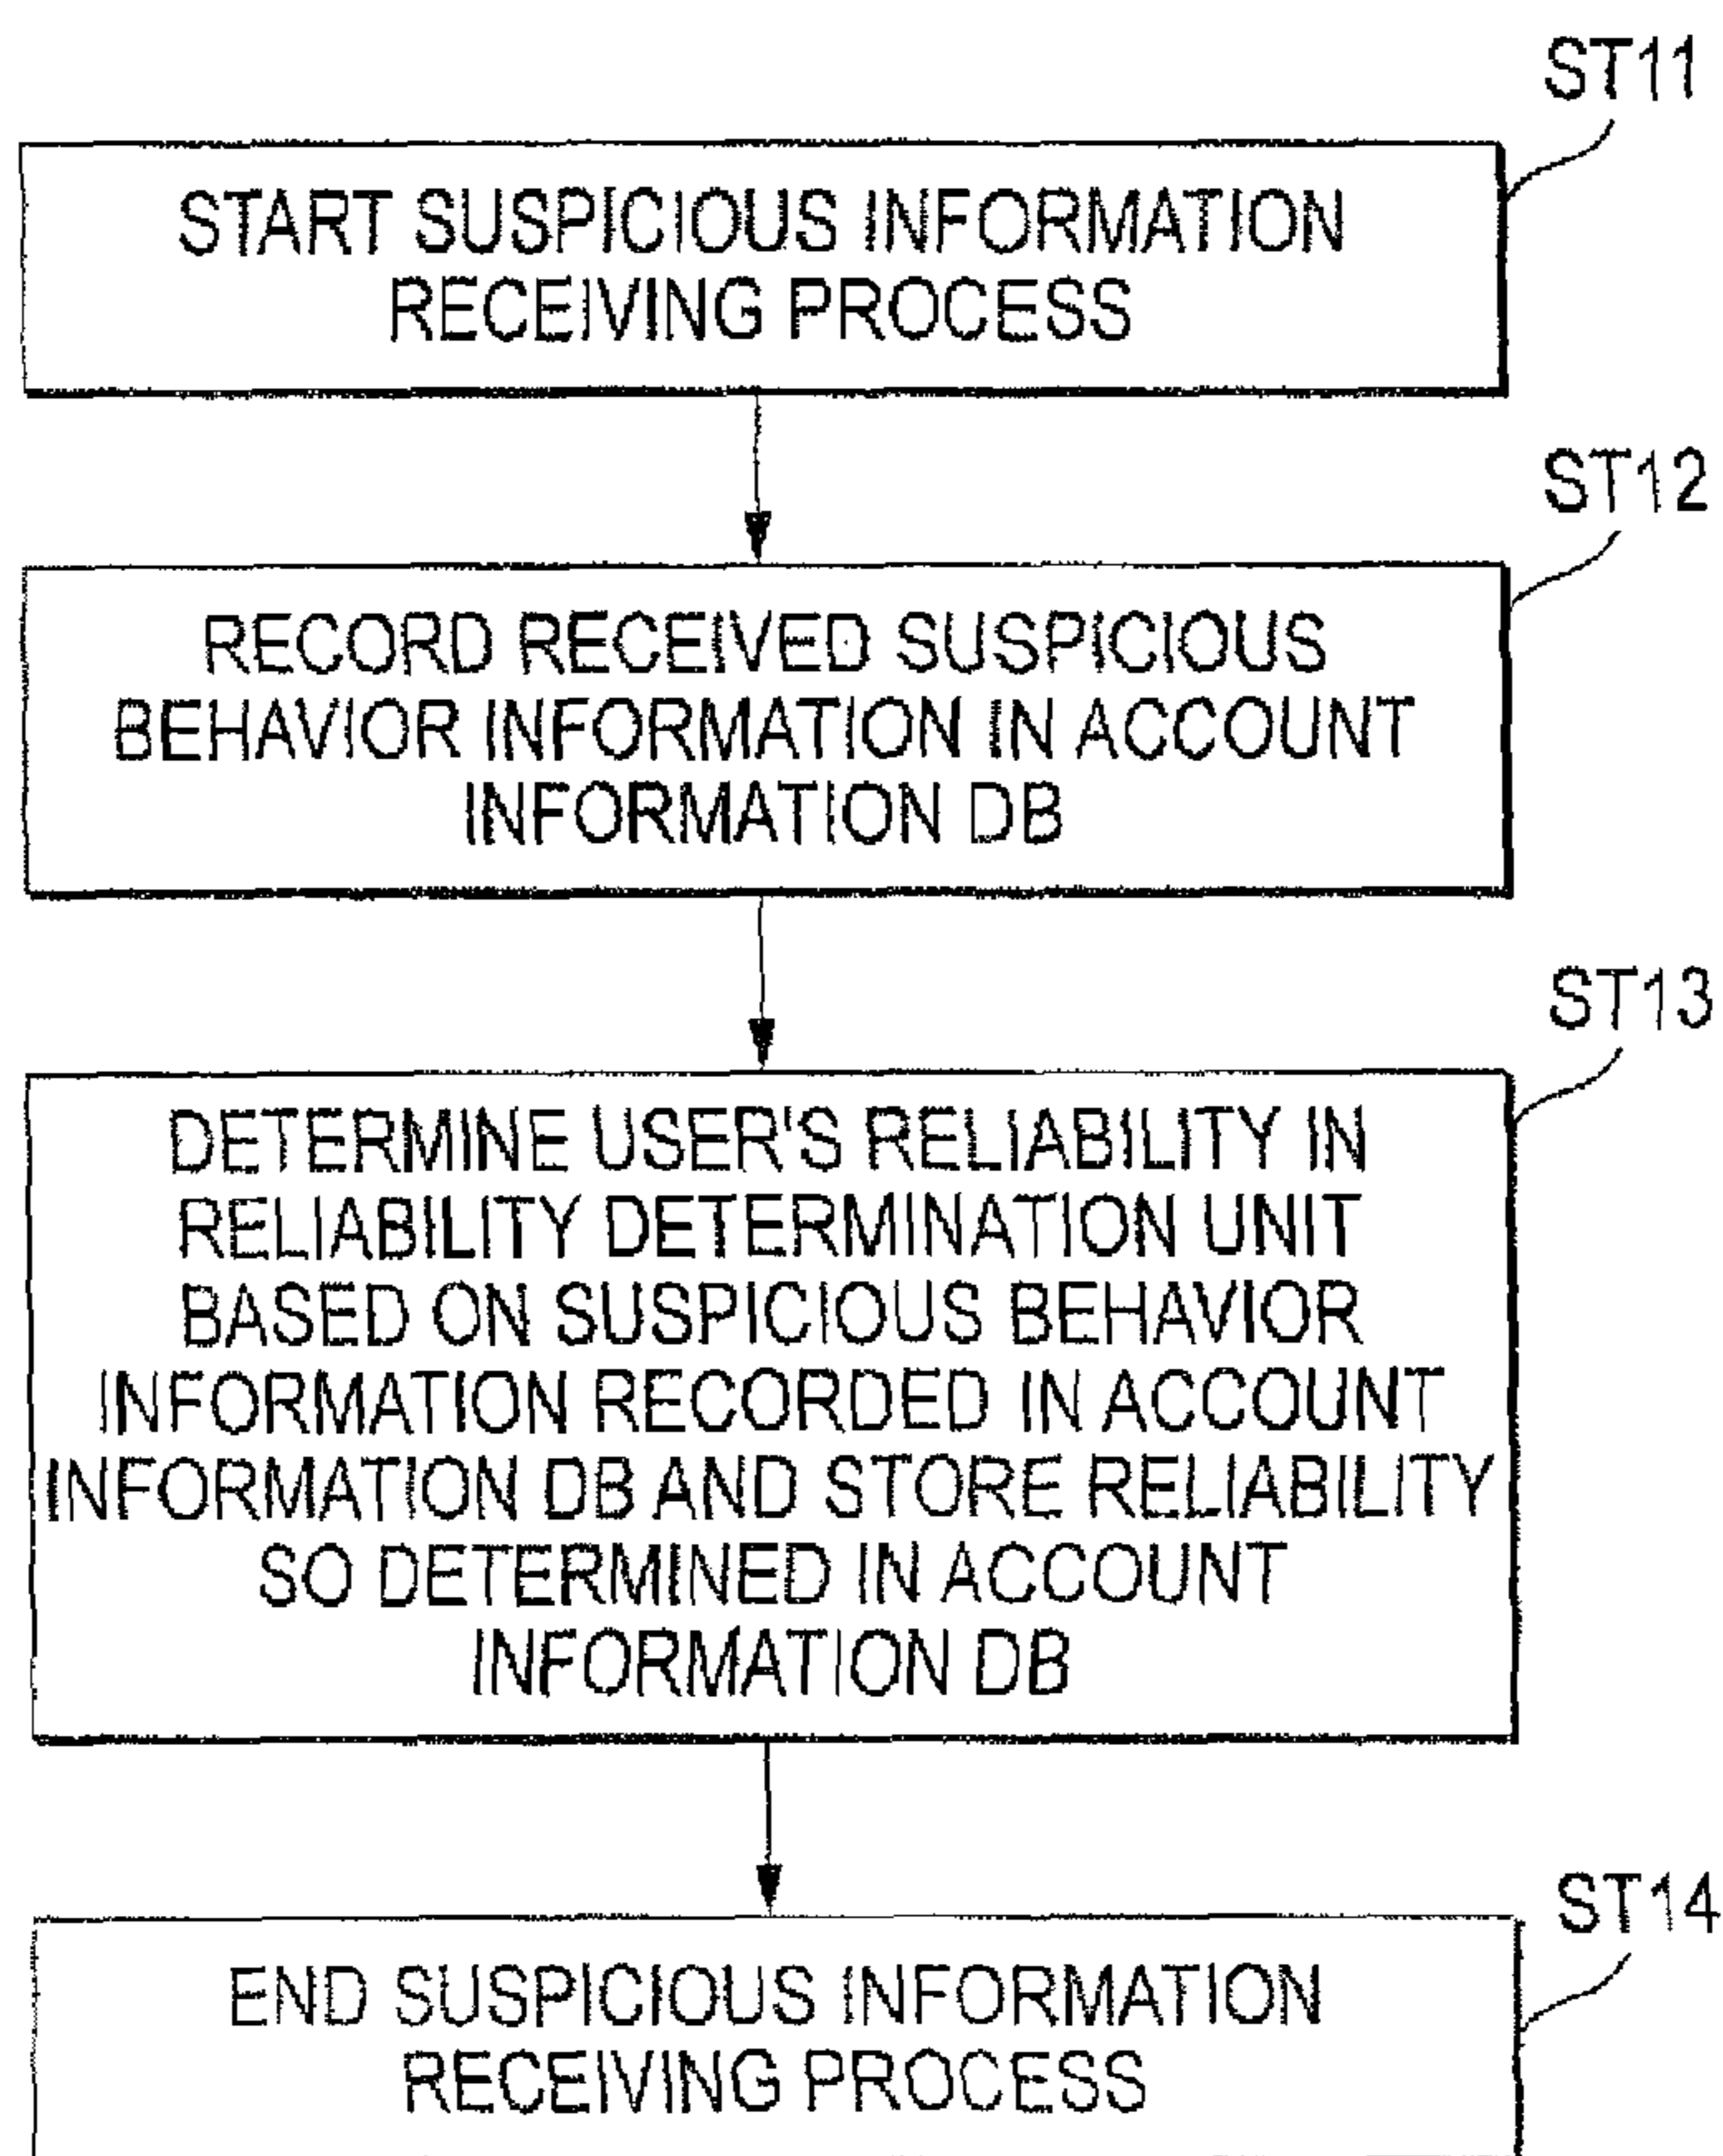 ST11
START SUSPICIOUS INFORMATION
RECEIVING PROCESS
ST12
RECORD RECEIVED SUSPICIOUS
BEHAVIOR INFORMATION IN ACCOUNT
INFORMATION DB
ST13
DETERMINE USER'S RELIABILITY IN
RELIABILITY DETERMINATION UNIT
BASED ON SUSPICIOUS BEHAVIOR
INFORMATION RECORDED IN ACCOUNT
INFORMATION DB AND STORE RELIABILITY
SO DETERMINED IN ACCOUNT
INFORMATION DB
ST14
END SUSPICIOUS INFORMATION
RECEIVING PROCESS